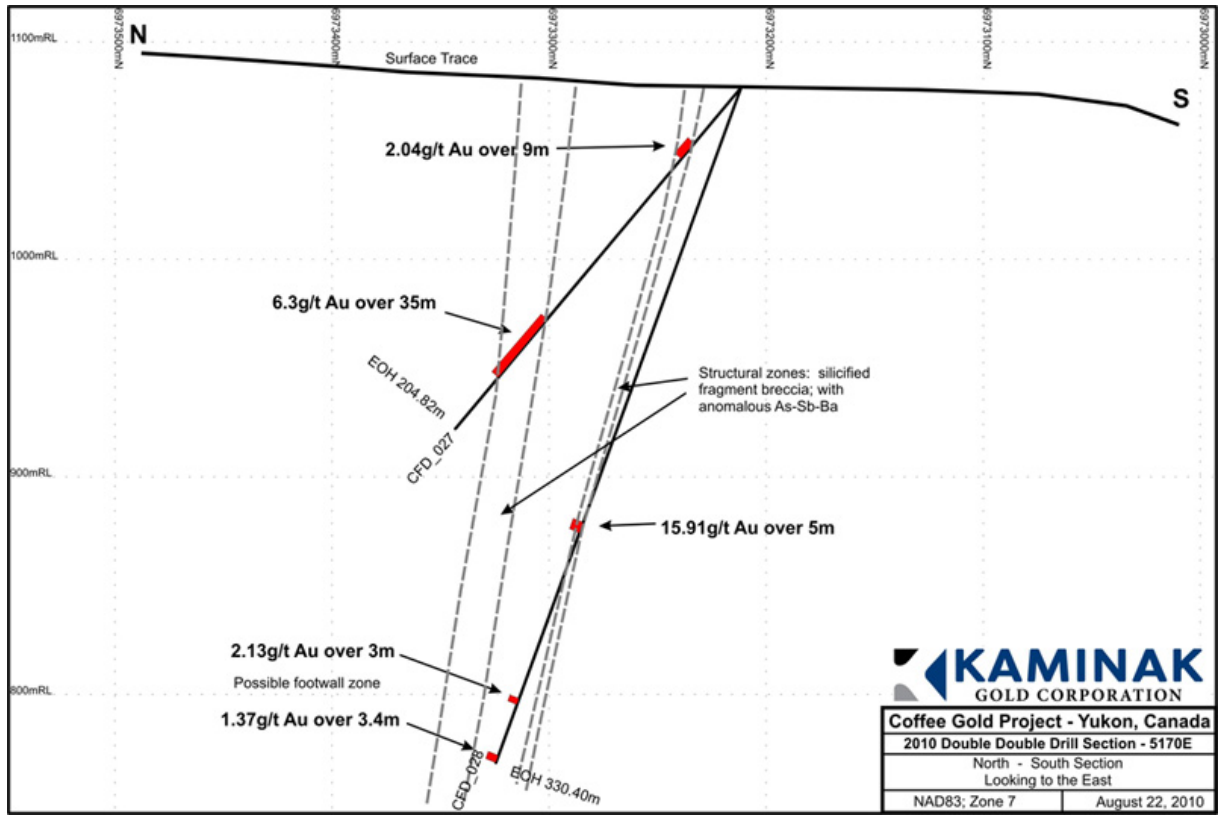 6973500mN
6973400mN
6973300mN
6973200mN
6973100mN
6973000mN
1100mRL
N
Surface Trace
S
2.04g/t Au over 9m
1000mRL
6.3g/t Au over 35m
EOH 204.82m
CFD_027
Structural zones: silicified
fragment breccia; with
anomalous As-Sb-Ba
900mRL
15.91g/t Au over 5m
2.13g/t Au over 3m
Possible footwall zone
800mRL
1.37g/t Au over 3.4m
CFD_028
EOH 330.40m
KAMINAK
GOLD CORPORATION
Coffee Gold Project - Yukon, Canada
2010 Double Double Drill Section - 5170E
North - South Section
Looking to the East
NAD83; Zone 7
August 22, 2010